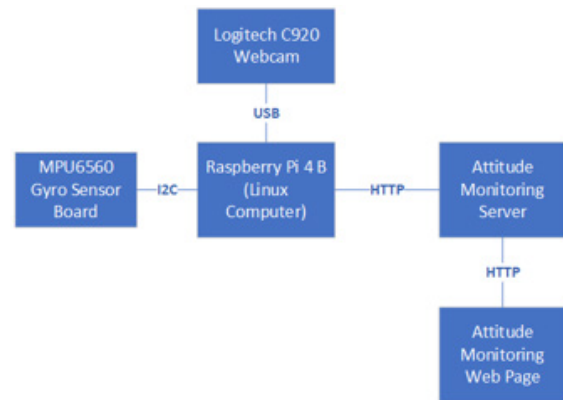 Logitech C920
Webcam
USB
MPU6560
Gyro Sensor
Board
I2C
Raspberry Pi 4 B
(Linux
Computer)
HTTP
Attitude
Monitoring
Server
HTTP
Attitude
Monitoring
Web Page